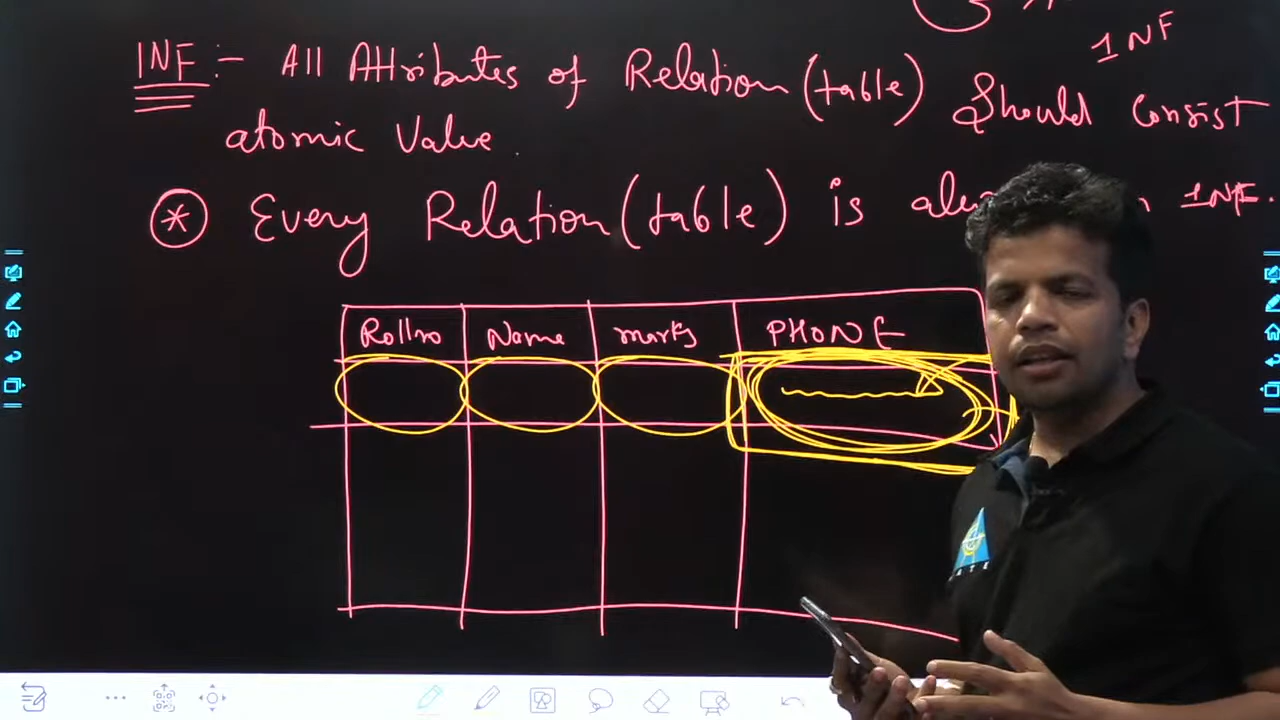 1NF
1NF :- All Attributes of Relation (table) Should Consist
atomic Value.
* Every Relation (table) is 1NF.
Rollno Name marks PHONE